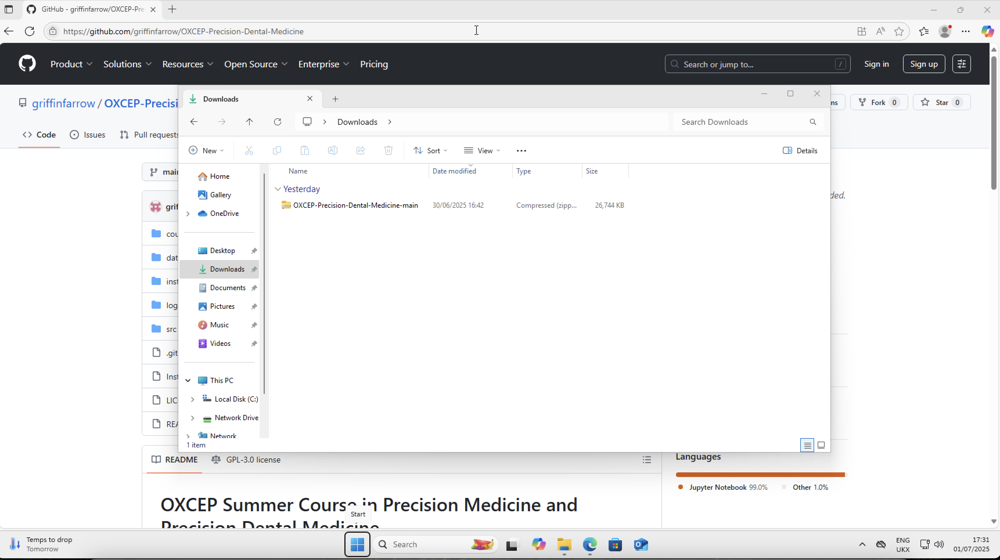 GitHub - griffinfarrow/OXCEP-Pre
https://github.com/griffinfarrow/OXCEP-Precision-Dental-Medicine
Product Solutions Resources Open Source Enterprise Pricing
Search or jump to... / Sign in Sign up
griffinfarrow / OXCEP-Precisi
Fork 0 Star 0
Code Issues Pull requests
Downloads
Downloads
Search Downloads
New Sort View Details
Name Date modified Type Size
Yesterday
OXCEP-Precision-Dental-Medicine-main 30/06/2025 16:42 Compressed (zipp... 26,744 KB
Home
Gallery
OneDrive
Desktop
Downloads
Documents
Pictures
Music
Videos
This PC
Local Disk (C:)
Network Drive
Network
1 item
main
grif
cou
dat
inst
log
src
.git
Inst
LIC
REA
ns
ded.
README GPL-3.0 license
OXCEP Summer Course in Precision Medicine and
Precision Dental Medicine
Start
Languages
Jupyter Notebook 99.0% Other 1.0%
Temps to drop
Tomorrow
Search
ENG
UKX
17:31
01/07/2025